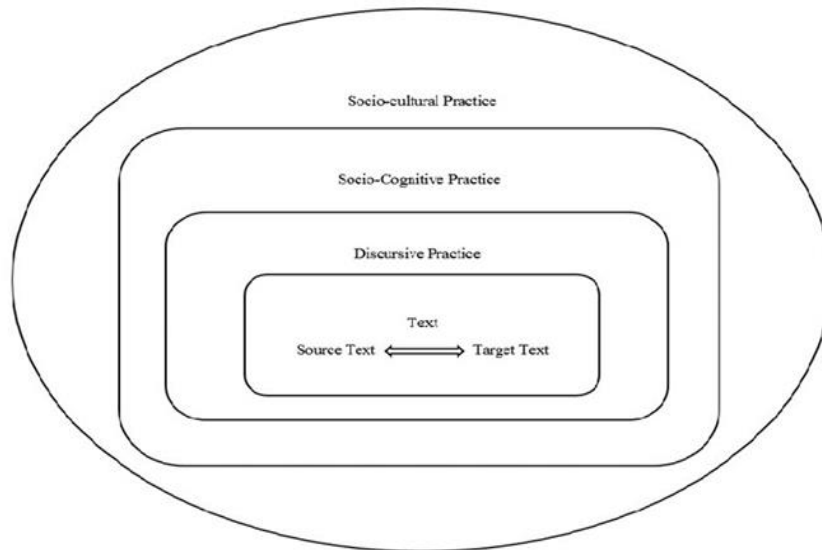 Socio-cultural Practice
Socio-Cognitive Practice
Discursive Practice
Text
Source Text Target Text